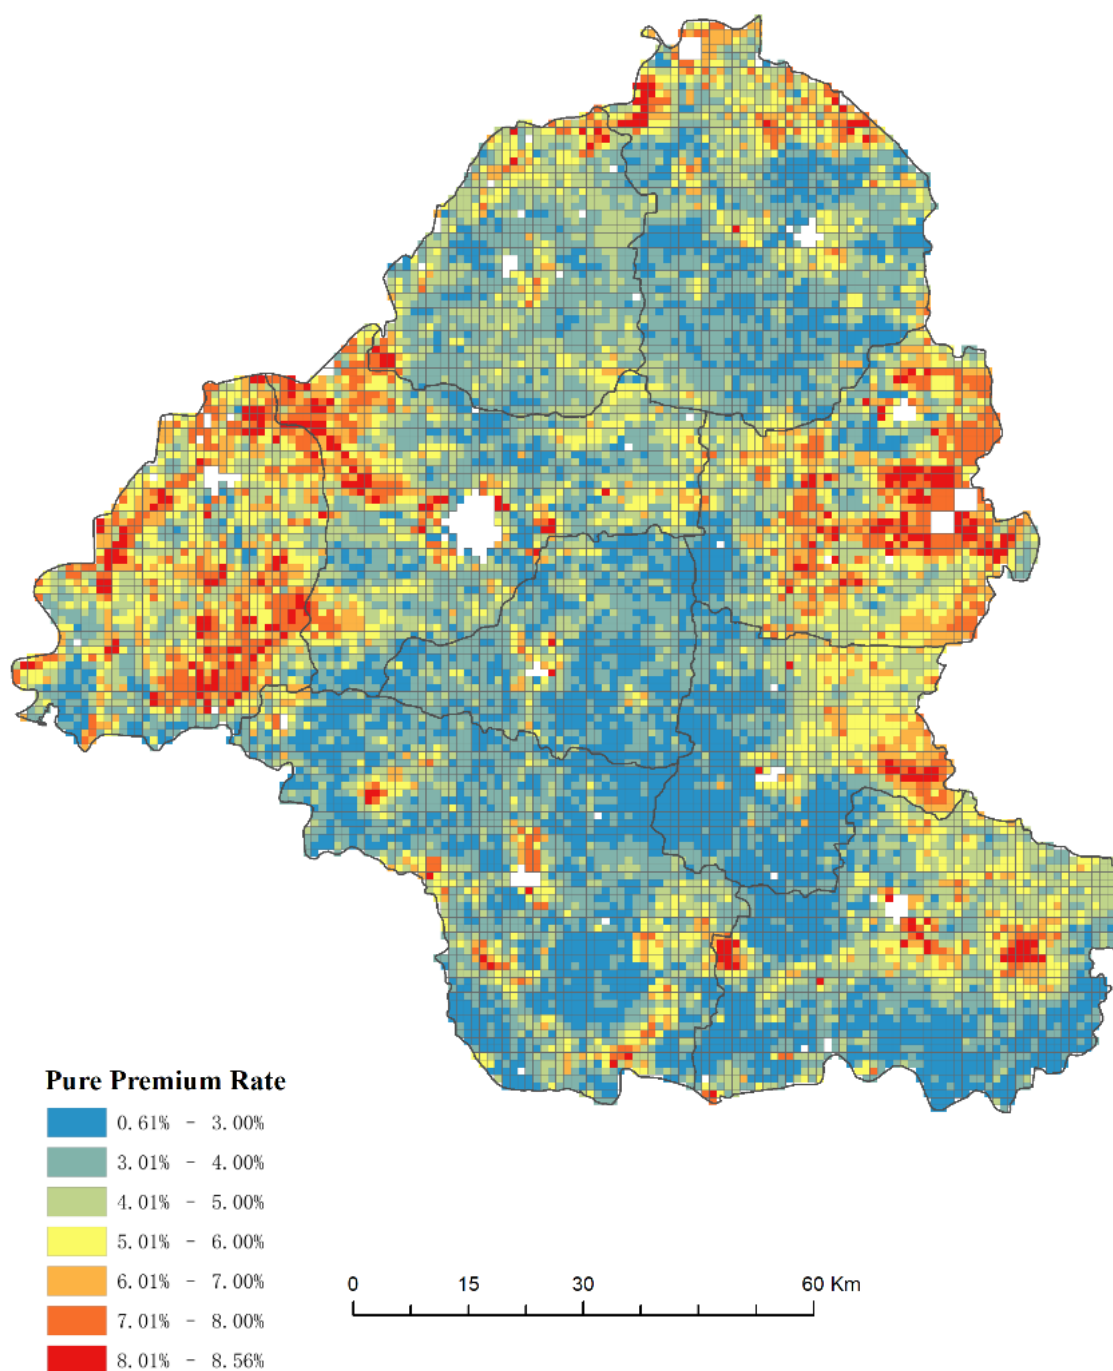 Pure Premium Rate
0.61% - 3.00%
3.01% - 4.00%
4.01% - 5.00%
5.01% - 6.00%
6.01% - 7.00%
7.01% - 8.00%
8.01% - 8.56%
0 15 30 60 Km